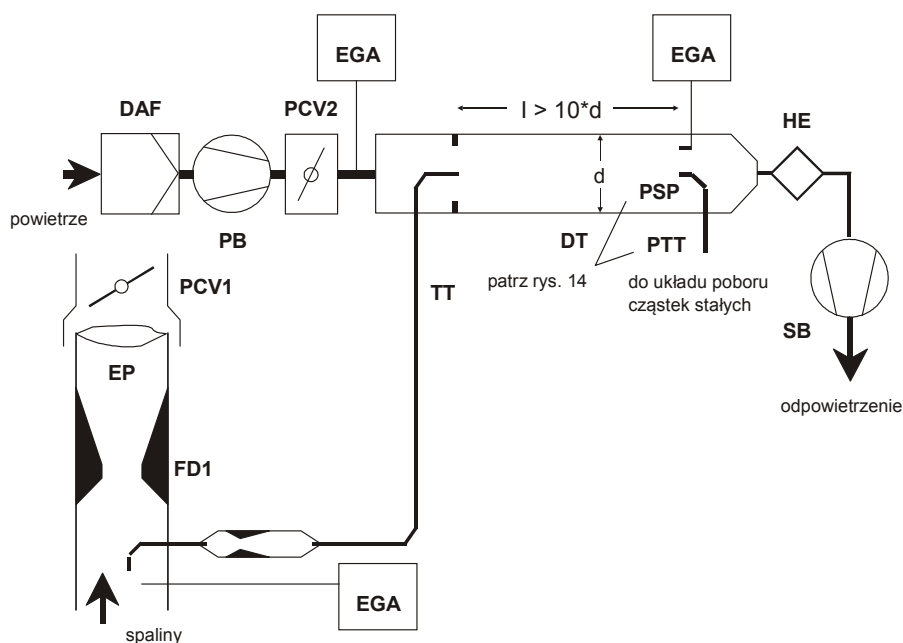 EGA
EGA
DAF
PCV2
l > 10*d
HE
d
PSP
powietrze
PB
DT
PTT
PCV1
patrz rys. 14
do układu poboru
cząstek stałych
TT
SB
EP
odpowietrzenie
FD1
EGA
spaliny